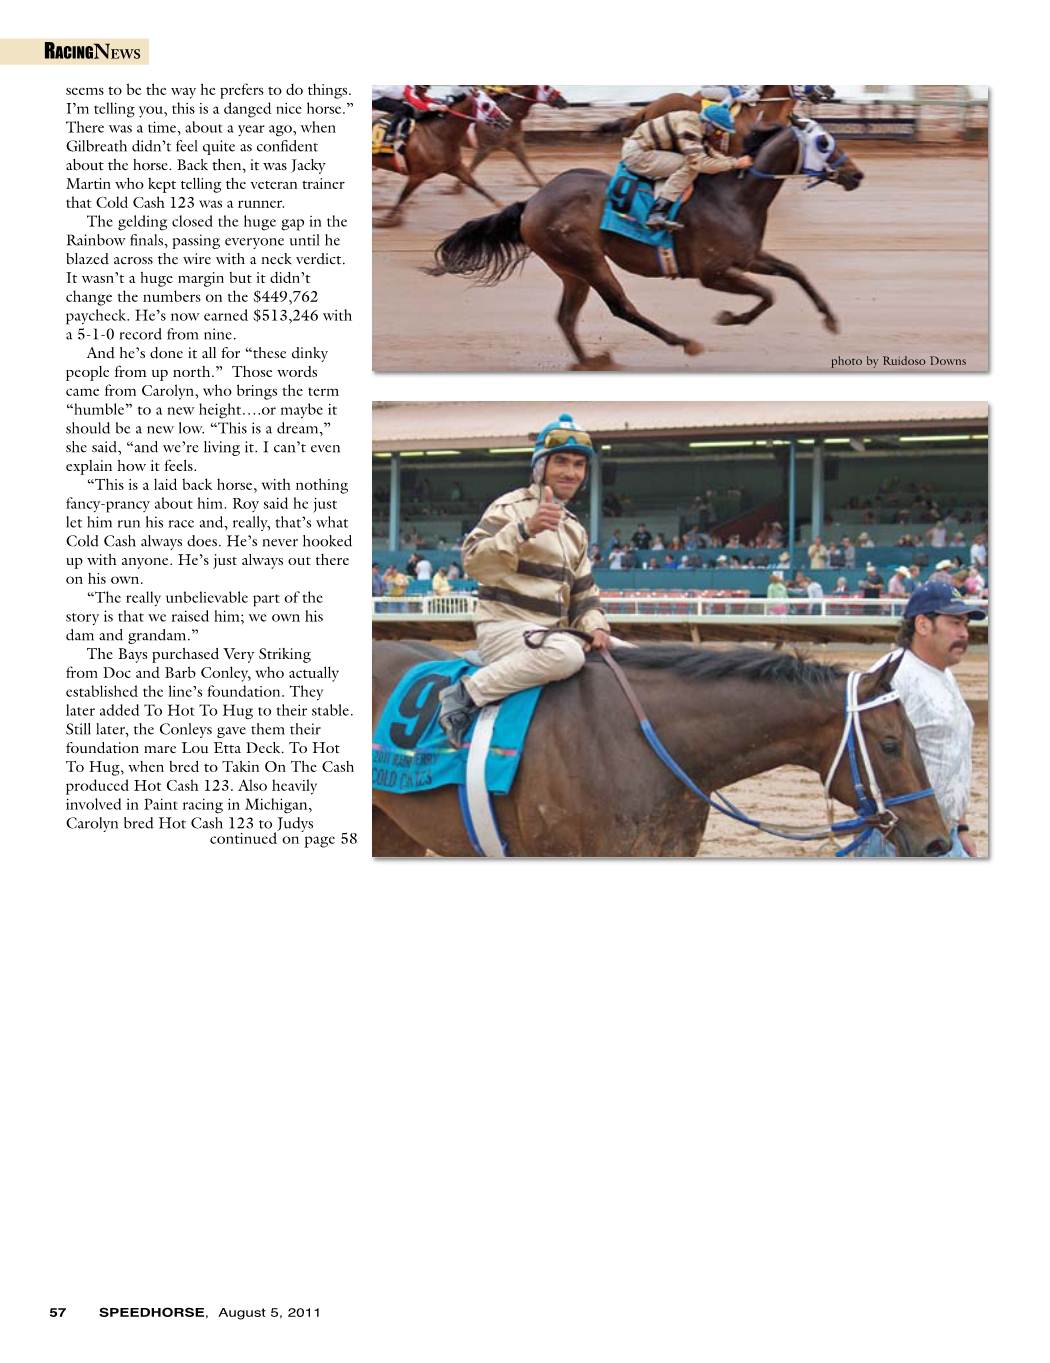 RACINGNEWS
seems to be the way he prefers to do things.
I’m telling you, this is a danged nice horse.”
There was a time, about a year ago, when
Gilbreath didn’t feel quite as confident
about the horse. Back then, it was Jacky
Martin who kept telling the veteran trainer
that Cold Cash 123 was a runner.
The gelding closed the huge gap in the
Rainbow finals, passing everyone until he
blazed across the wire with a neck verdict.
It wasn’t a huge margin but it didn’t
change the numbers on the $449,762
paycheck. He’s now earned $513,246 with
a 5-1-0 record from nine.
And he’s done it all for “these dinky
people from up north.”  Those words
came from Carolyn, who brings the term
“humble” to a new height….or maybe it
should be a new low. “This is a dream,”
she said, “and we’re living it. I can’t even
explain how it feels.
“This is a laid back horse, with nothing
fancy-prancy about him. Roy said he just
let him run his race and, really, that’s what
Cold Cash always does. He’s never hooked
up with anyone. He’s just always out there
on his own.
“The really unbelievable part of the
story is that we raised him; we own his
dam and grandam.”
The Bays purchased Very Striking
from Doc and Barb Conley, who actually
established the line’s foundation. They
later added To Hot To Hug to their stable.
Still later, the Conleys gave them their
foundation mare Lou Etta Deck. To Hot
To Hug, when bred to Takin On The Cash
produced Hot Cash 123. Also heavily
involved in Paint racing in Michigan,
Carolyn bred Hot Cash 123 to Judys
continued on page 58
6
9
photo by Ruidoso Downs
9
2011
COLD
57 SPEEDHORSE, August 5, 2011